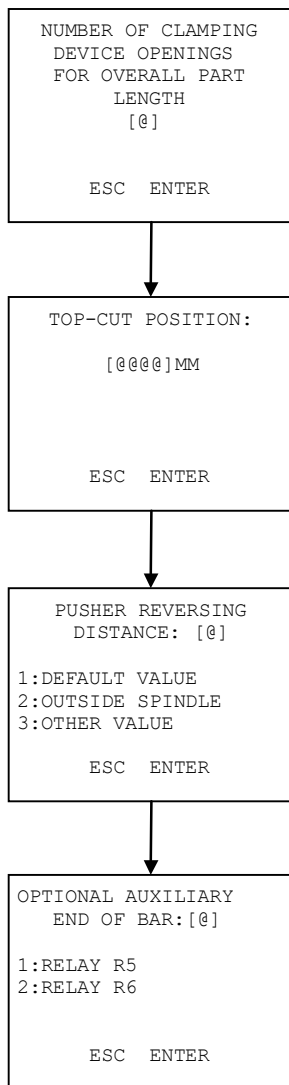 NUMBER OF CLAMPING
DEVICE OPENINGS
FOR OVERALL PART
LENGTH
[@]
ESC ENTER
TOP-CUT POSITION:
[@@@@]MM
ESC ENTER
PUSHER REVERSING
DISTANCE: [@]
1:DEFAULT VALUE
2:OUTSIDE SPINDLE
3:OTHER VALUE
ESC ENTER
OPTIONAL AUXILIARY
END OF BAR:[@]
1:RELAY R5
2:RELAY R6
ESC ENTER